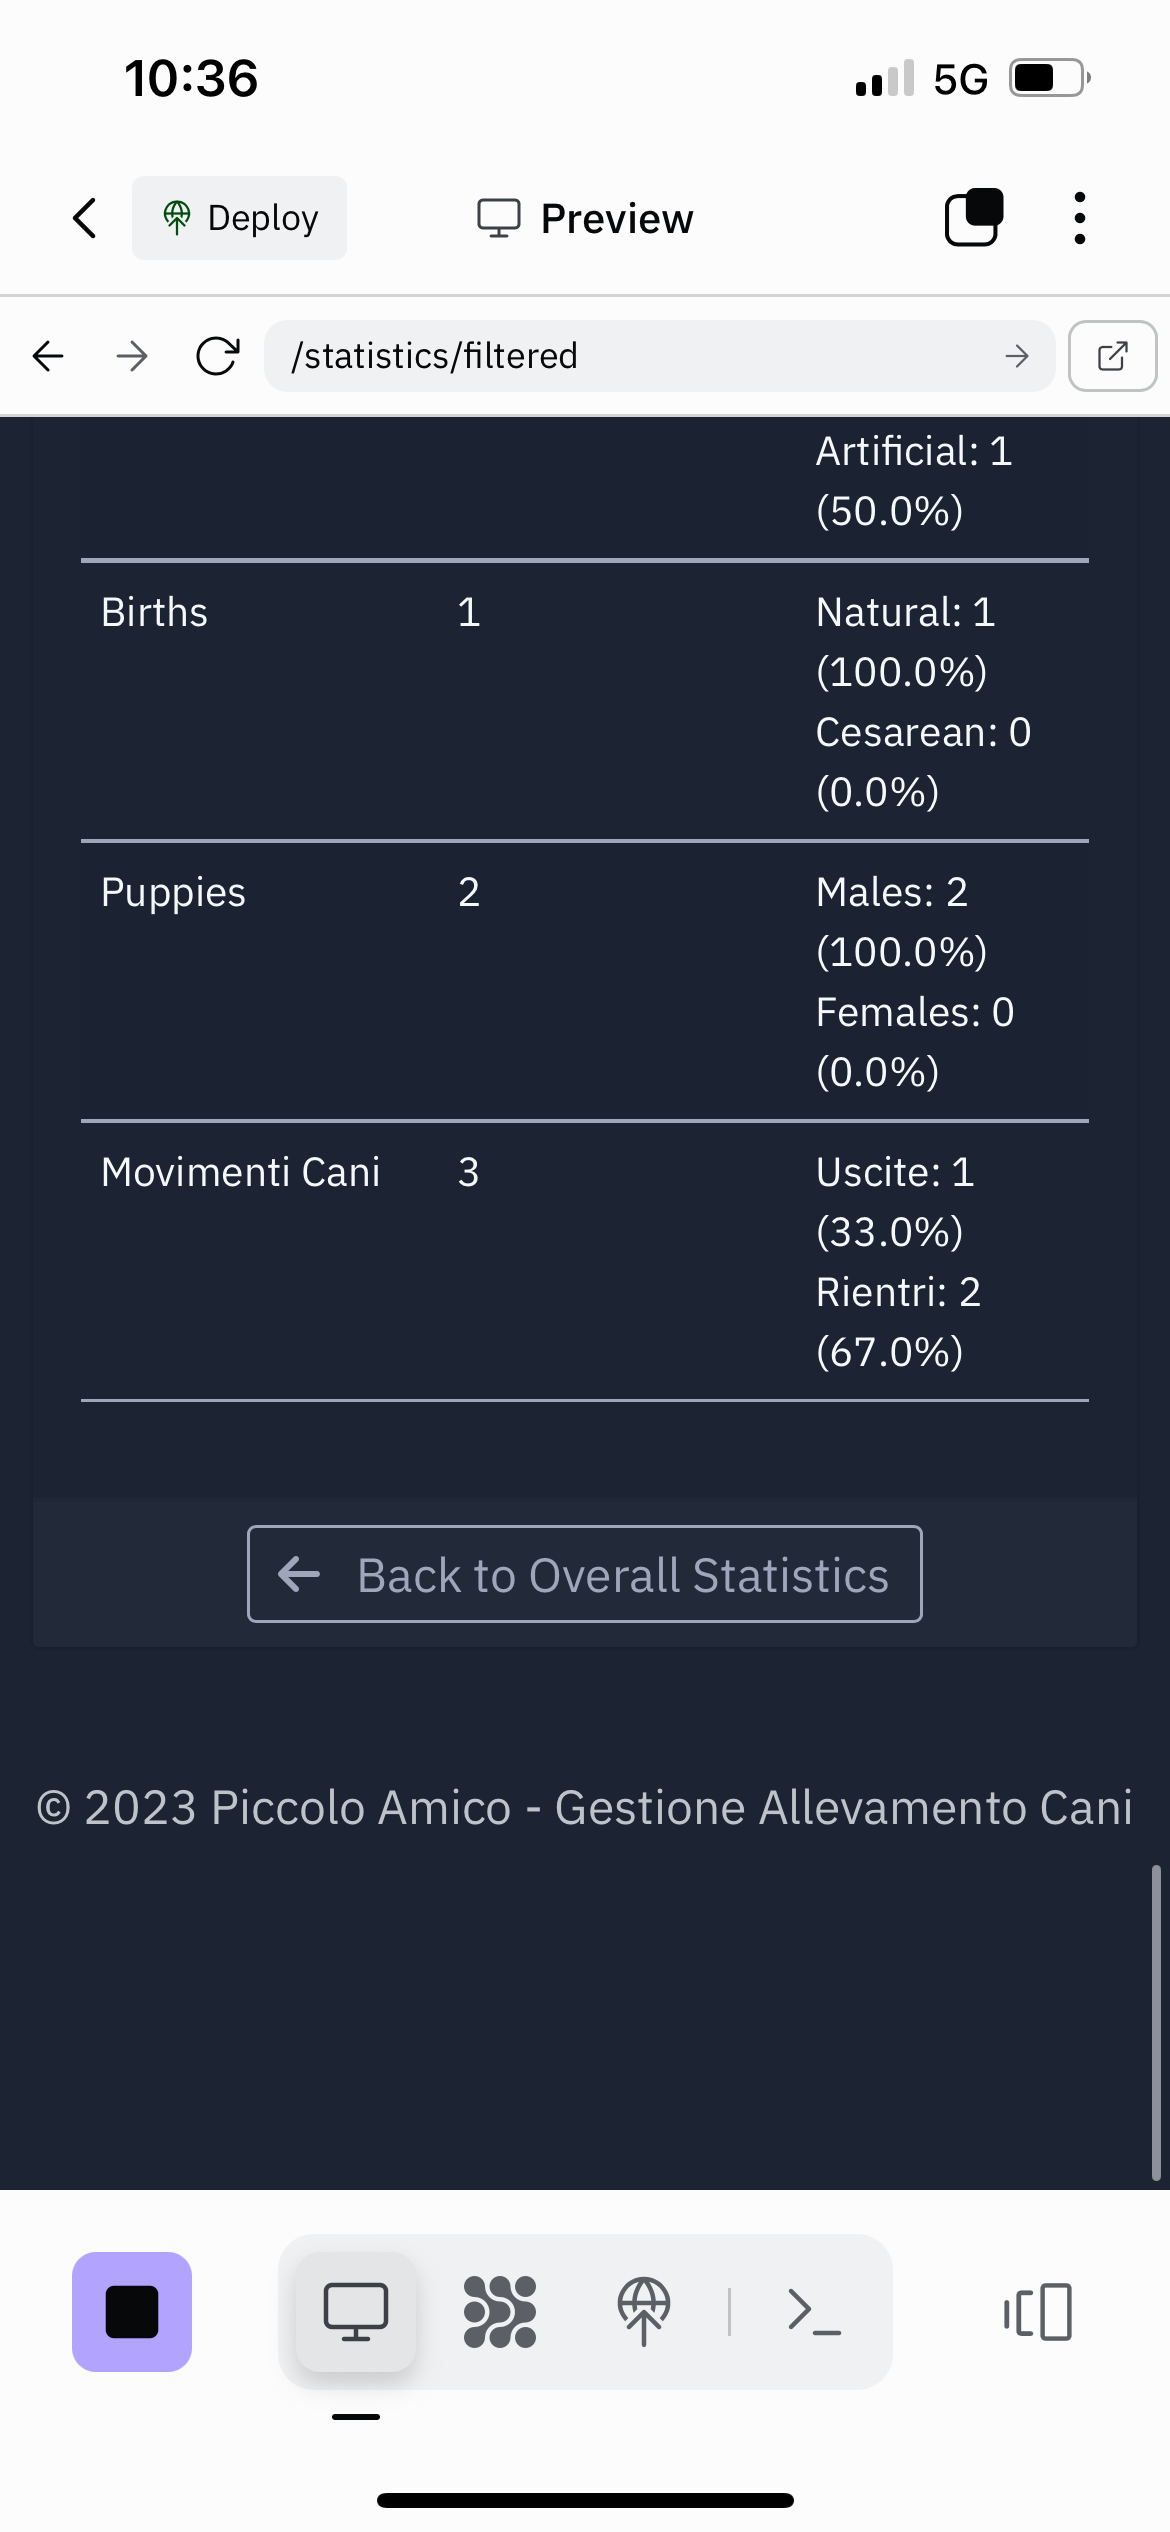 10:36
5G
Deploy
Preview
/statistics/filtered
Artificial: 1
(50.0%)
Births 1 Natural: 1
(100.0%)
Cesarean: 0
(0.0%)
Puppies 2 Males: 2
(100.0%)
Females: 0
(0.0%)
Movimenti Cani 3 Uscite: 1
(33.0%)
Rientri: 2
(67.0%)
Back to Overall Statistics
© 2023 Piccolo Amico - Gestione Allevamento Cani